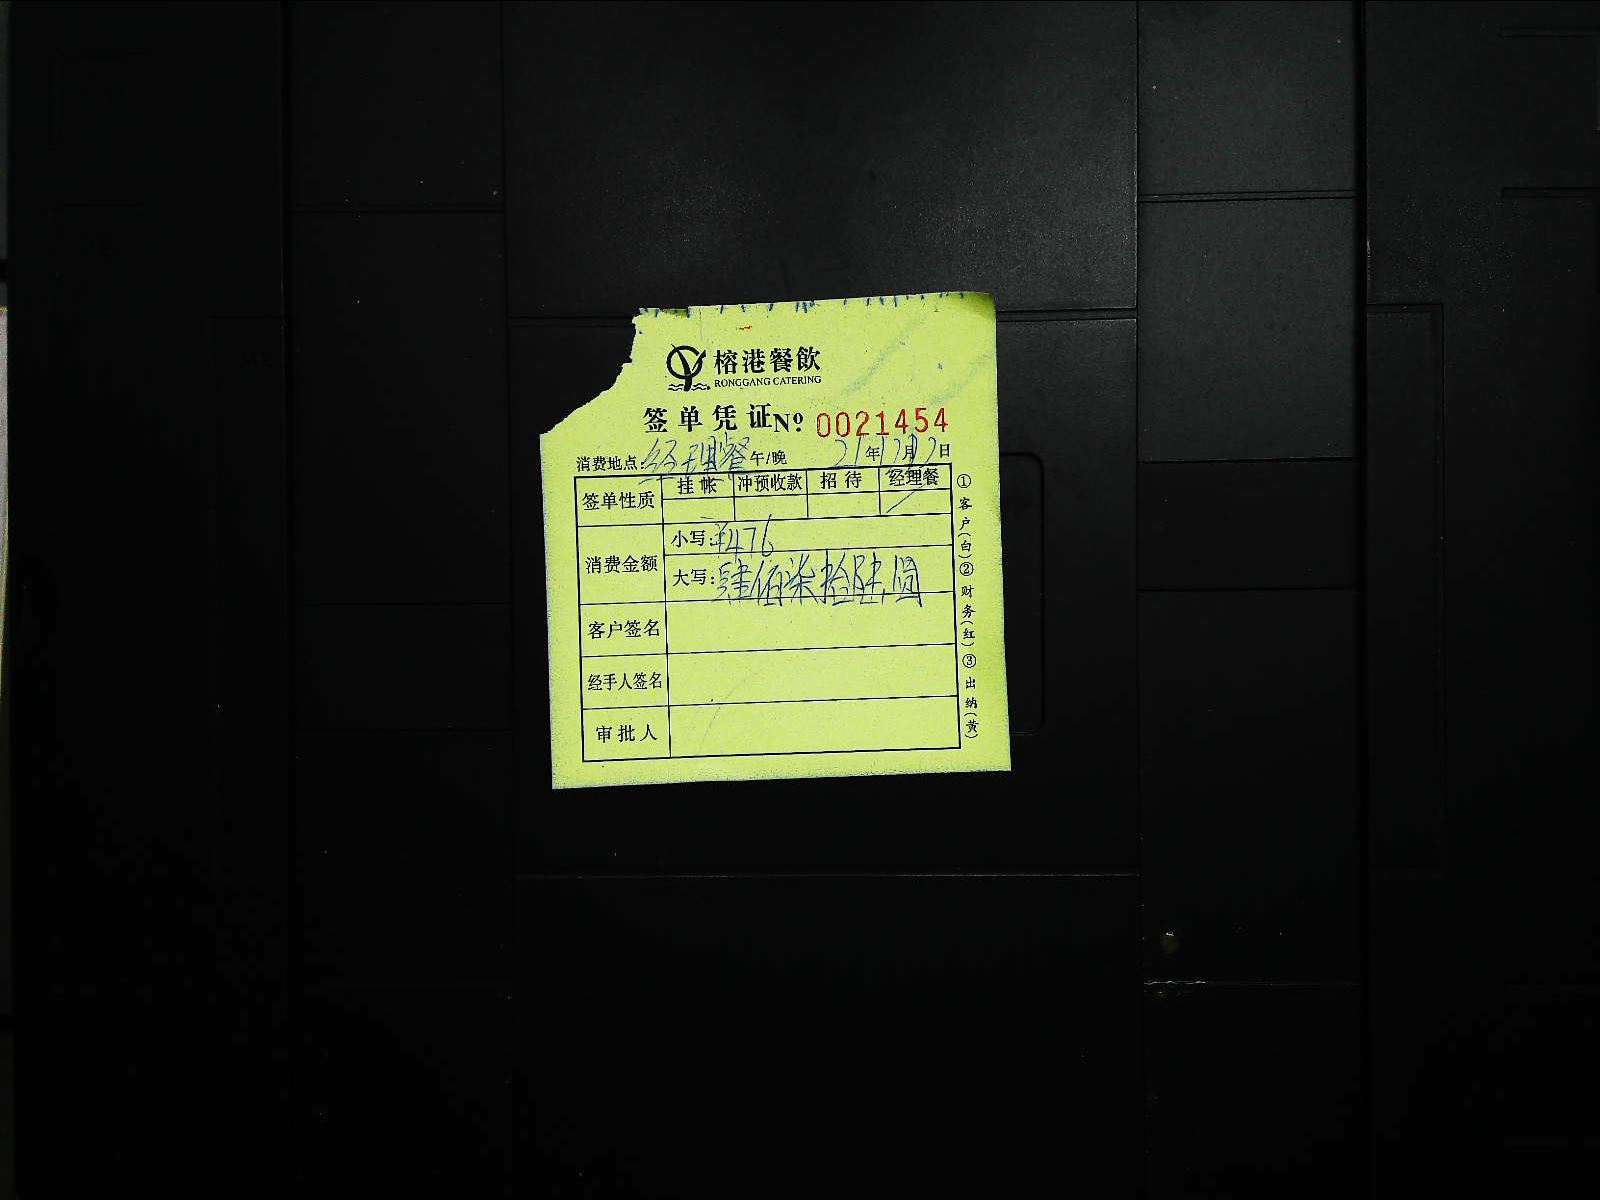 榕港餐飲
RONGGANG CATERING
签单凭证 Nº 0021454
消费地点:经理餐 午/晚 21年12月 日
签单性质 挂帐 冲预收款 招待 经理餐
消费金额 小写:¥476
大写:肆佰柒拾陆圆
客户签名
经手人签名
审批人
①客户(白)②财务(红)③出纳(黄)